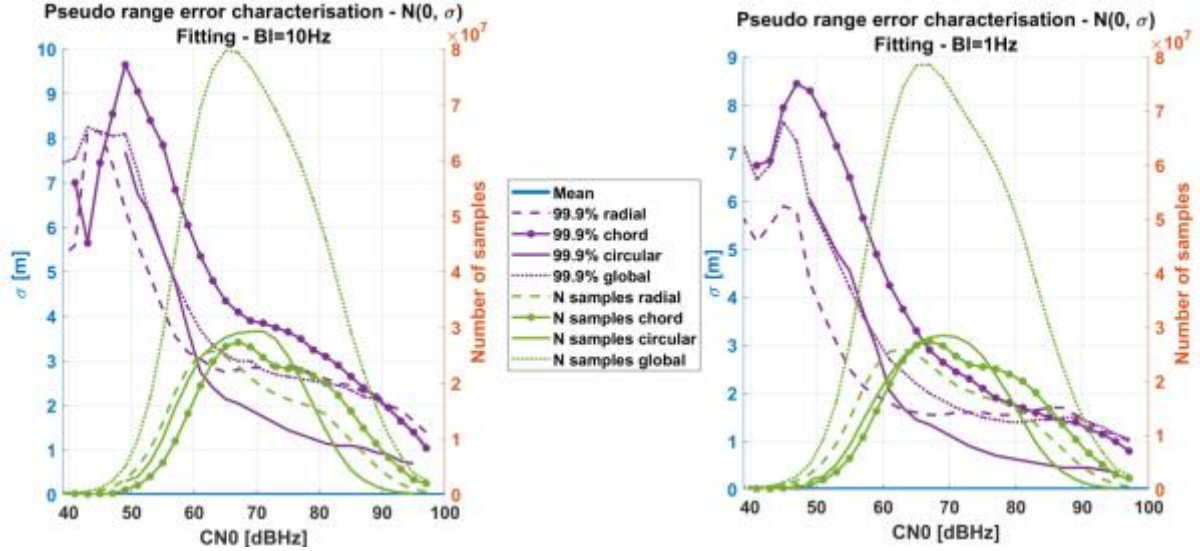 Pseudo range error characterisation - N(0, σ)
Fitting - Bl=10Hz
×10⁷
σ [m]
10
9
8
7
6
5
4
3
2
1
0
8
7
6
5
4
3
2
1
0
Number of samples
40 50 60 70 80 90 100
CN0 [dBHz]
Mean
99.9% radial
99.9% chord
99.9% circular
99.9% global
N samples radial
N samples chord
N samples circular
N samples global
Pseudo range error characterisation - N(0, σ)
Fitting - Bl=1Hz
×10⁷
σ [m]
9
8
7
6
5
4
3
2
1
0
8
7
6
5
4
3
2
1
0
Number of samples
40 50 60 70 80 90 100
CN0 [dBHz]